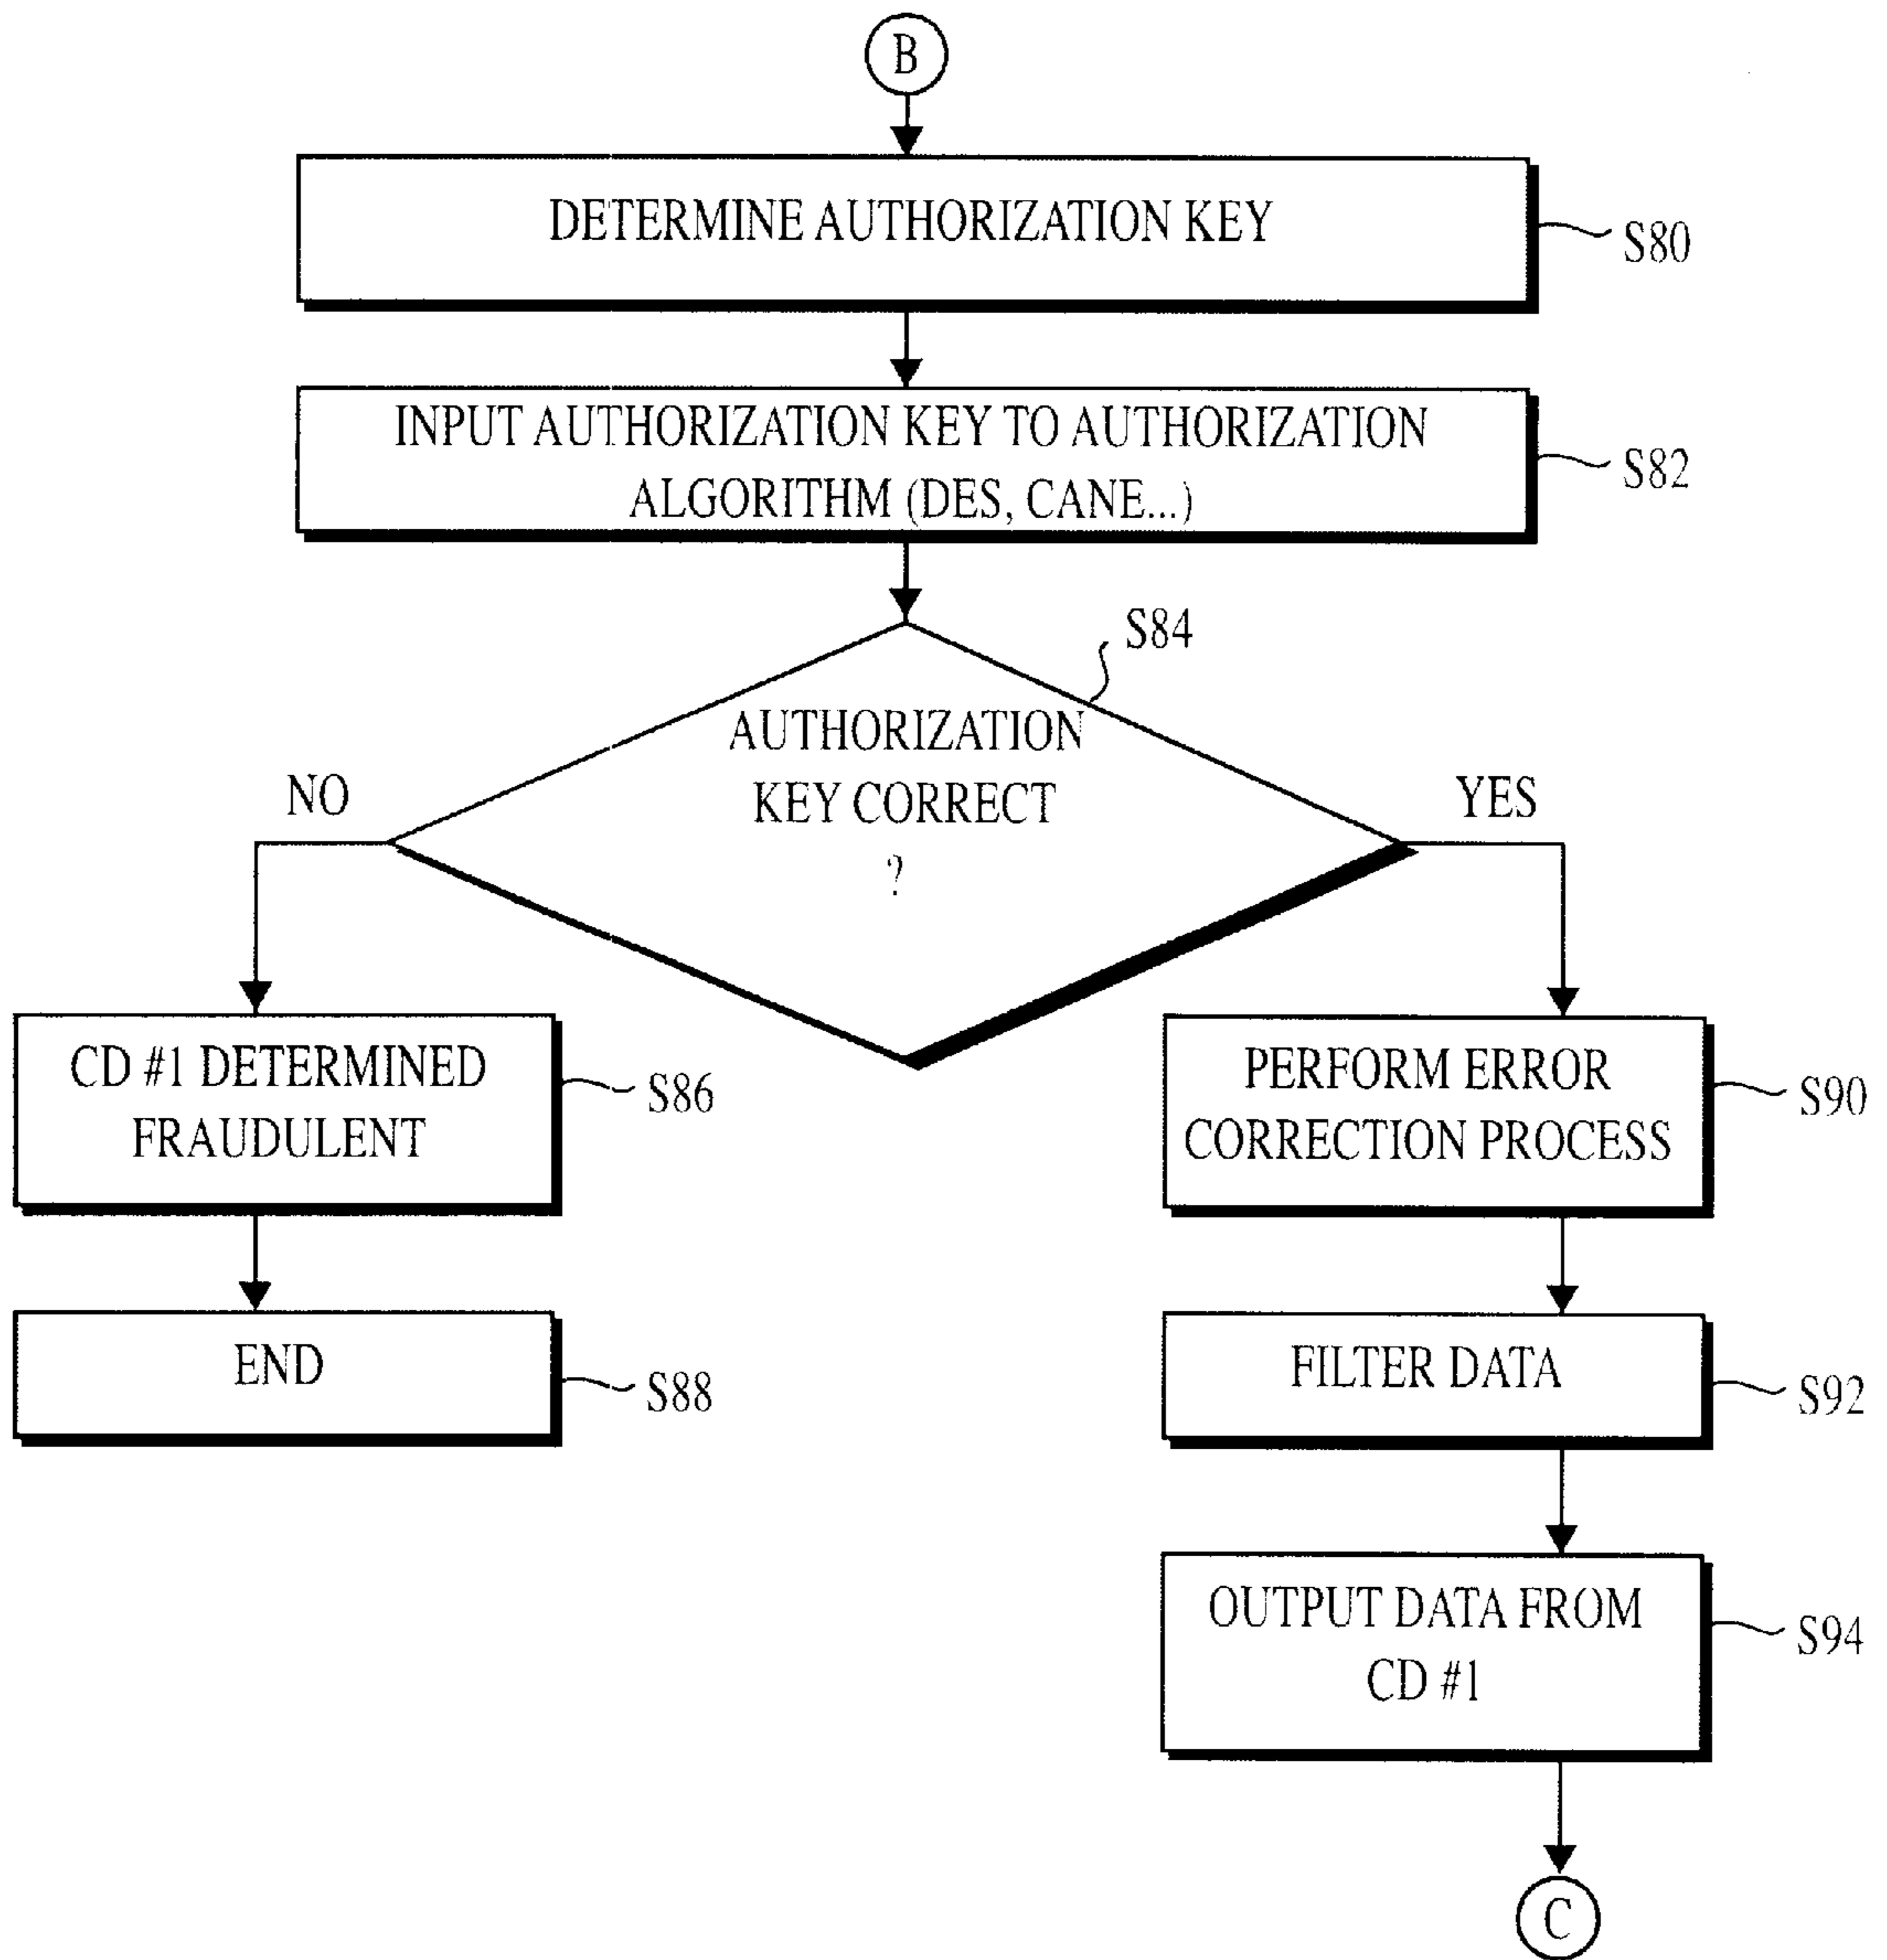 B
DETERMINE AUTHORIZATION KEY
S80
INPUT AUTHORIZATION KEY TO AUTHORIZATION
ALGORITHM (DES, CANE...)
S82
S84
AUTHORIZATION
KEY CORRECT
?
NO
YES
CD #1 DETERMINED
FRAUDULENT
S86
PERFORM ERROR
CORRECTION PROCESS
S90
END
S88
FILTER DATA
S92
OUTPUT DATA FROM
CD #1
S94
C